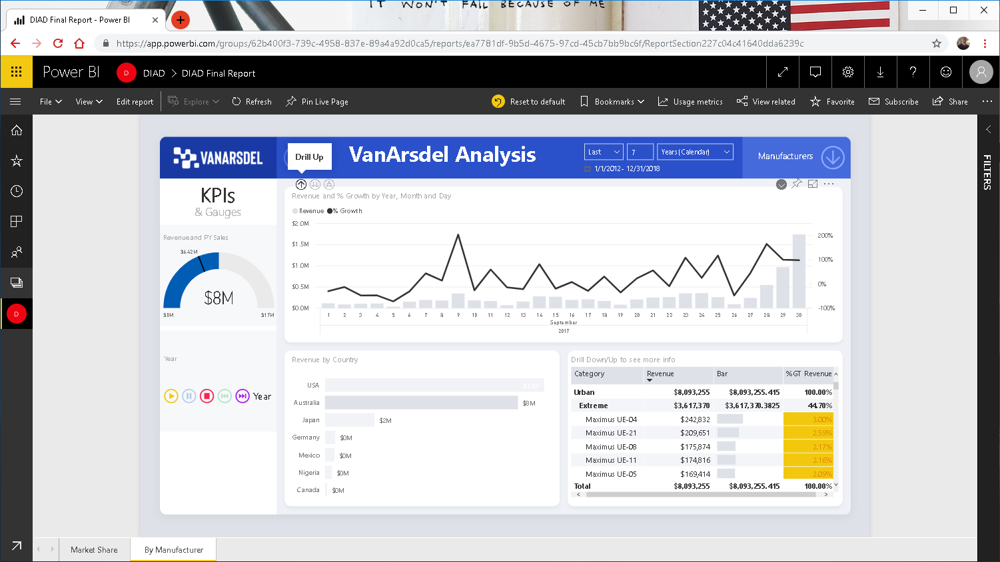 IT WON'T FAIL BECAUSE OF ME
DIAD Final Report - Power BI
https://app.powerbi.com/groups/62b400f3-739c-4958-837e-89a4a92d0ca5/reports/ea7781df-9b5d-4675-97cd-45cb7bb9bc6f/ReportSection227c04c41640dda6239c
Power BI D DIAD > DIAD Final Report
File View Edit report Explore Refresh Pin Live Page Reset to default Bookmarks Usage metrics View related Favorite Subscribe Share
FILTERS
D
VANARSDEL
Drill Up
VanArsdel Analysis
Last 7 Years (Calendar)
1/1/2012 - 12/31/2018
Manufacturers
KPIs
& Gauges
Revenue and PY Sales
$6.42M
$8M
$0M $17M
Year
Year
Revenue and % Growth by Year, Month and Day
Revenue % Growth
$2.0M
$1.5M
$1.0M
$0.5M
$0.0M
200%
100%
0%
-100%
1 2 3 4 5 6 7 8 9 10 11 12 13 14 15 16 17 18 19 20 21 22 23 24 25 26 27 28 29 30
September
2017
Revenue by Country
USA $10M
Australia $8M
Japan $2M
Germany $0M
Mexico $0M
Nigeria $0M
Canada $0M
Drill Down/Up to see more info
Category Revenue Bar %GT Revenue
Urban $8,093,255 $8,093,255.415 100.00%
Extreme $3,617,370 $3,617,370.3825 44.70%
Maximus UE-04 $242,832 3.00%
Maximus UE-21 $209,651 2.59%
Maximus UE-08 $175,874 2.17%
Maximus UE-11 $174,816 2.16%
Maximus UE-05 $169,414 2.09%
Total $8,093,255 $8,093,255.415 100.00%
Market Share By Manufacturer